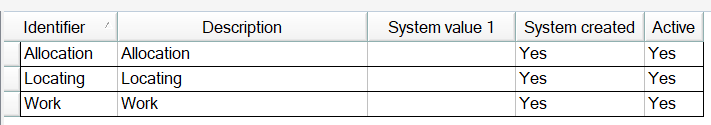 Identifier Description System value 1 System created Active
Allocation Allocation Yes Yes
Locating Locating Yes Yes
Work Work Yes Yes